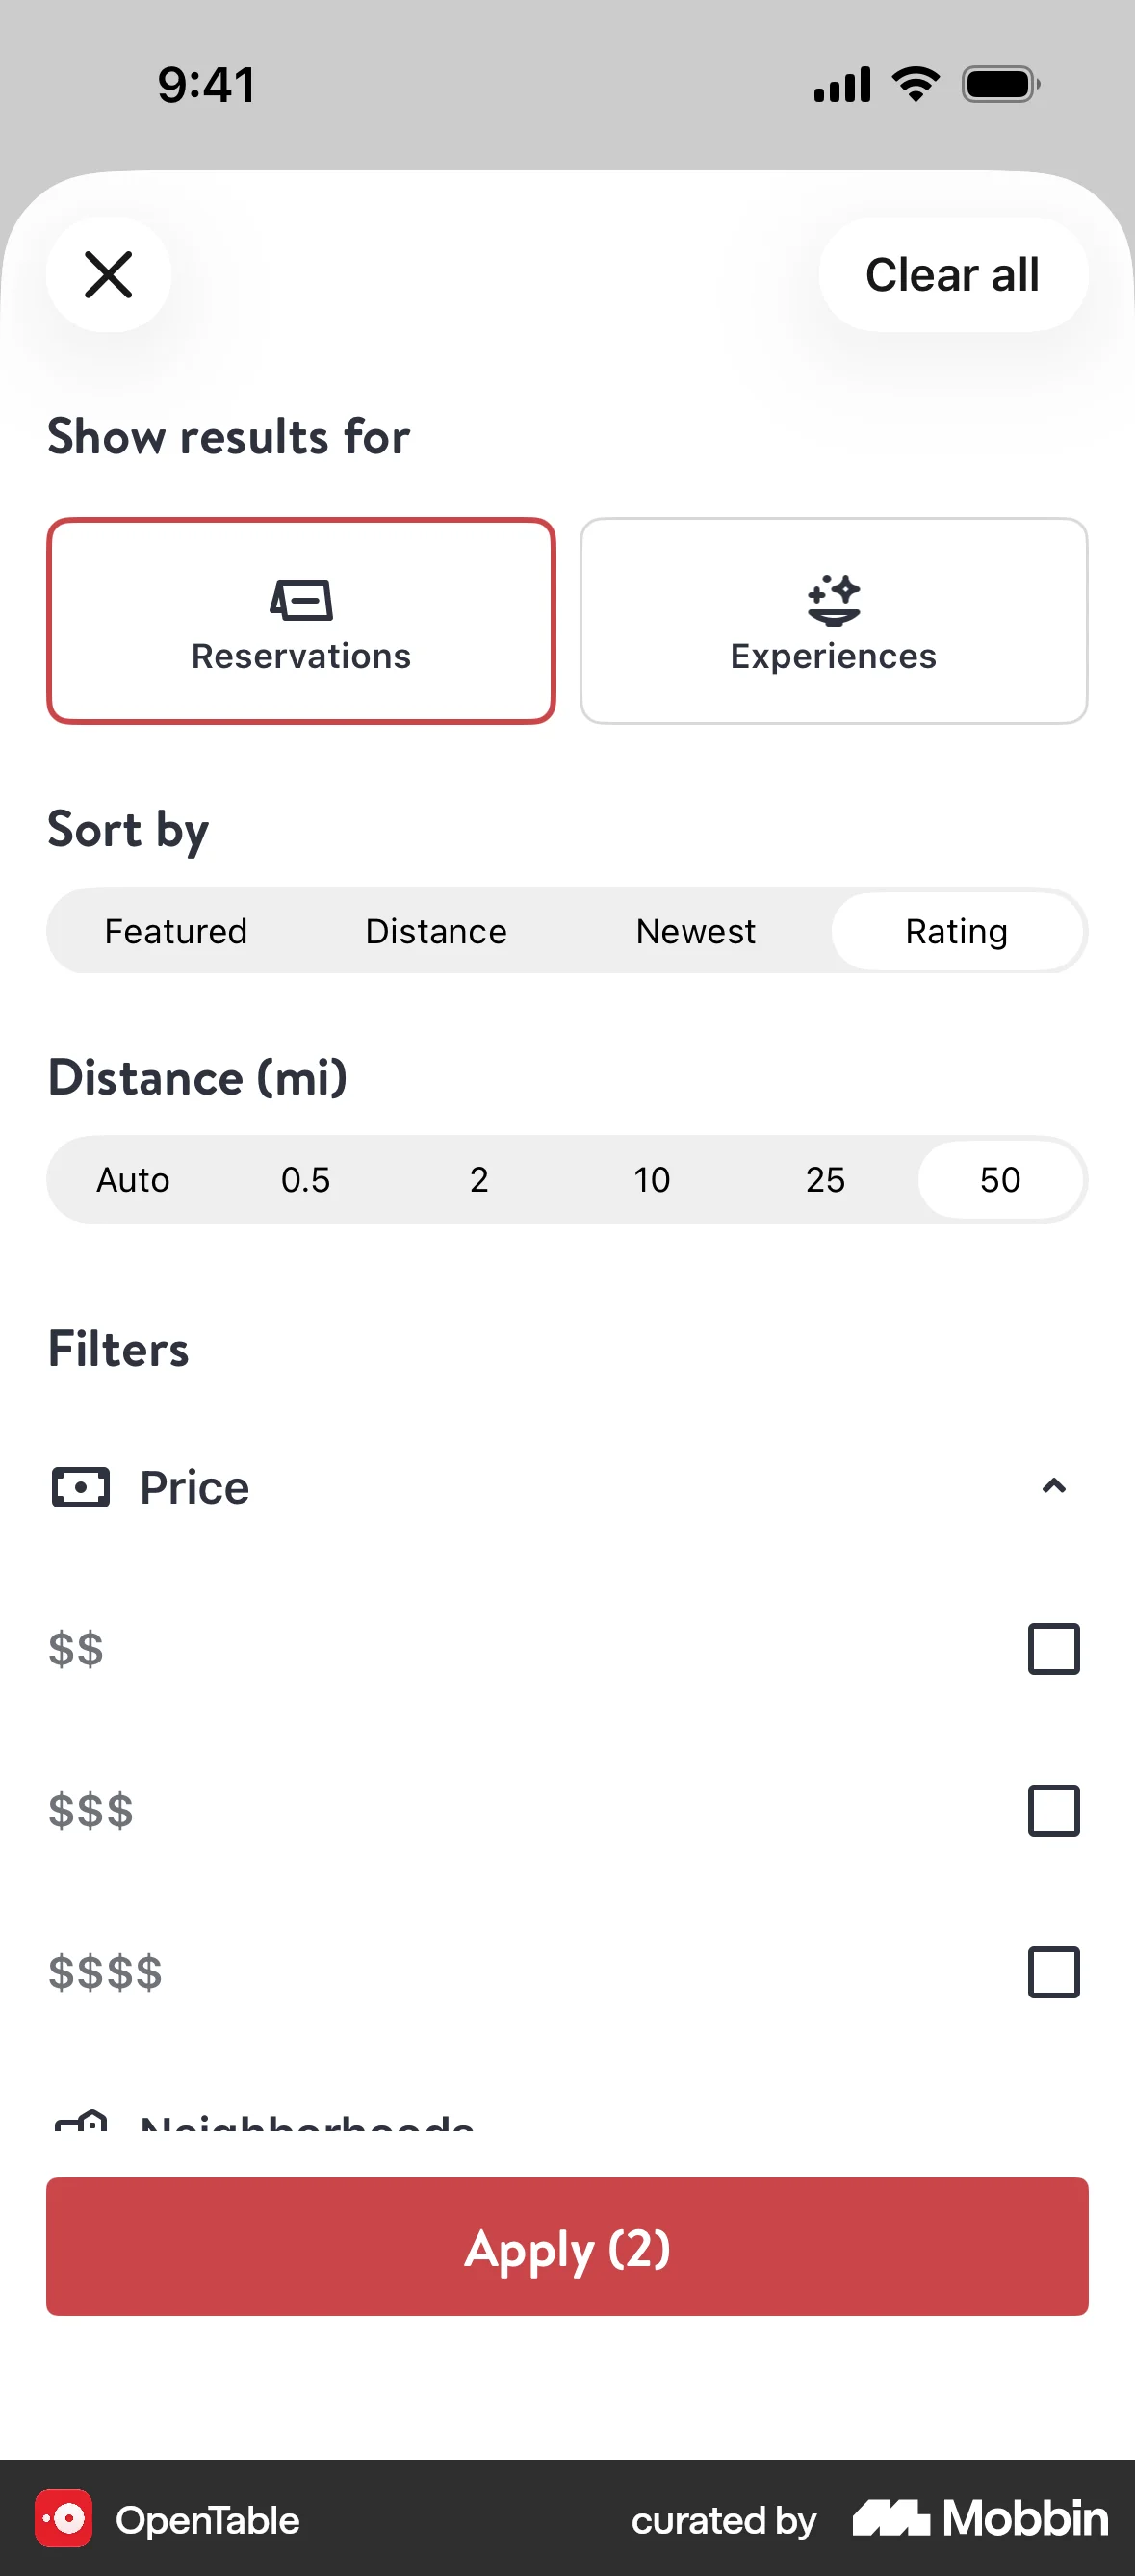 9:41
Clear all
Show results for
Reservations
Experiences
Sort by
Featured Distance Newest Rating
Distance (mi)
Auto 0.5 2 10 25 50
Filters
Price
$$
$$$
$$$$
Neighborhoods
Apply (2)
OpenTable curated by Mobbin